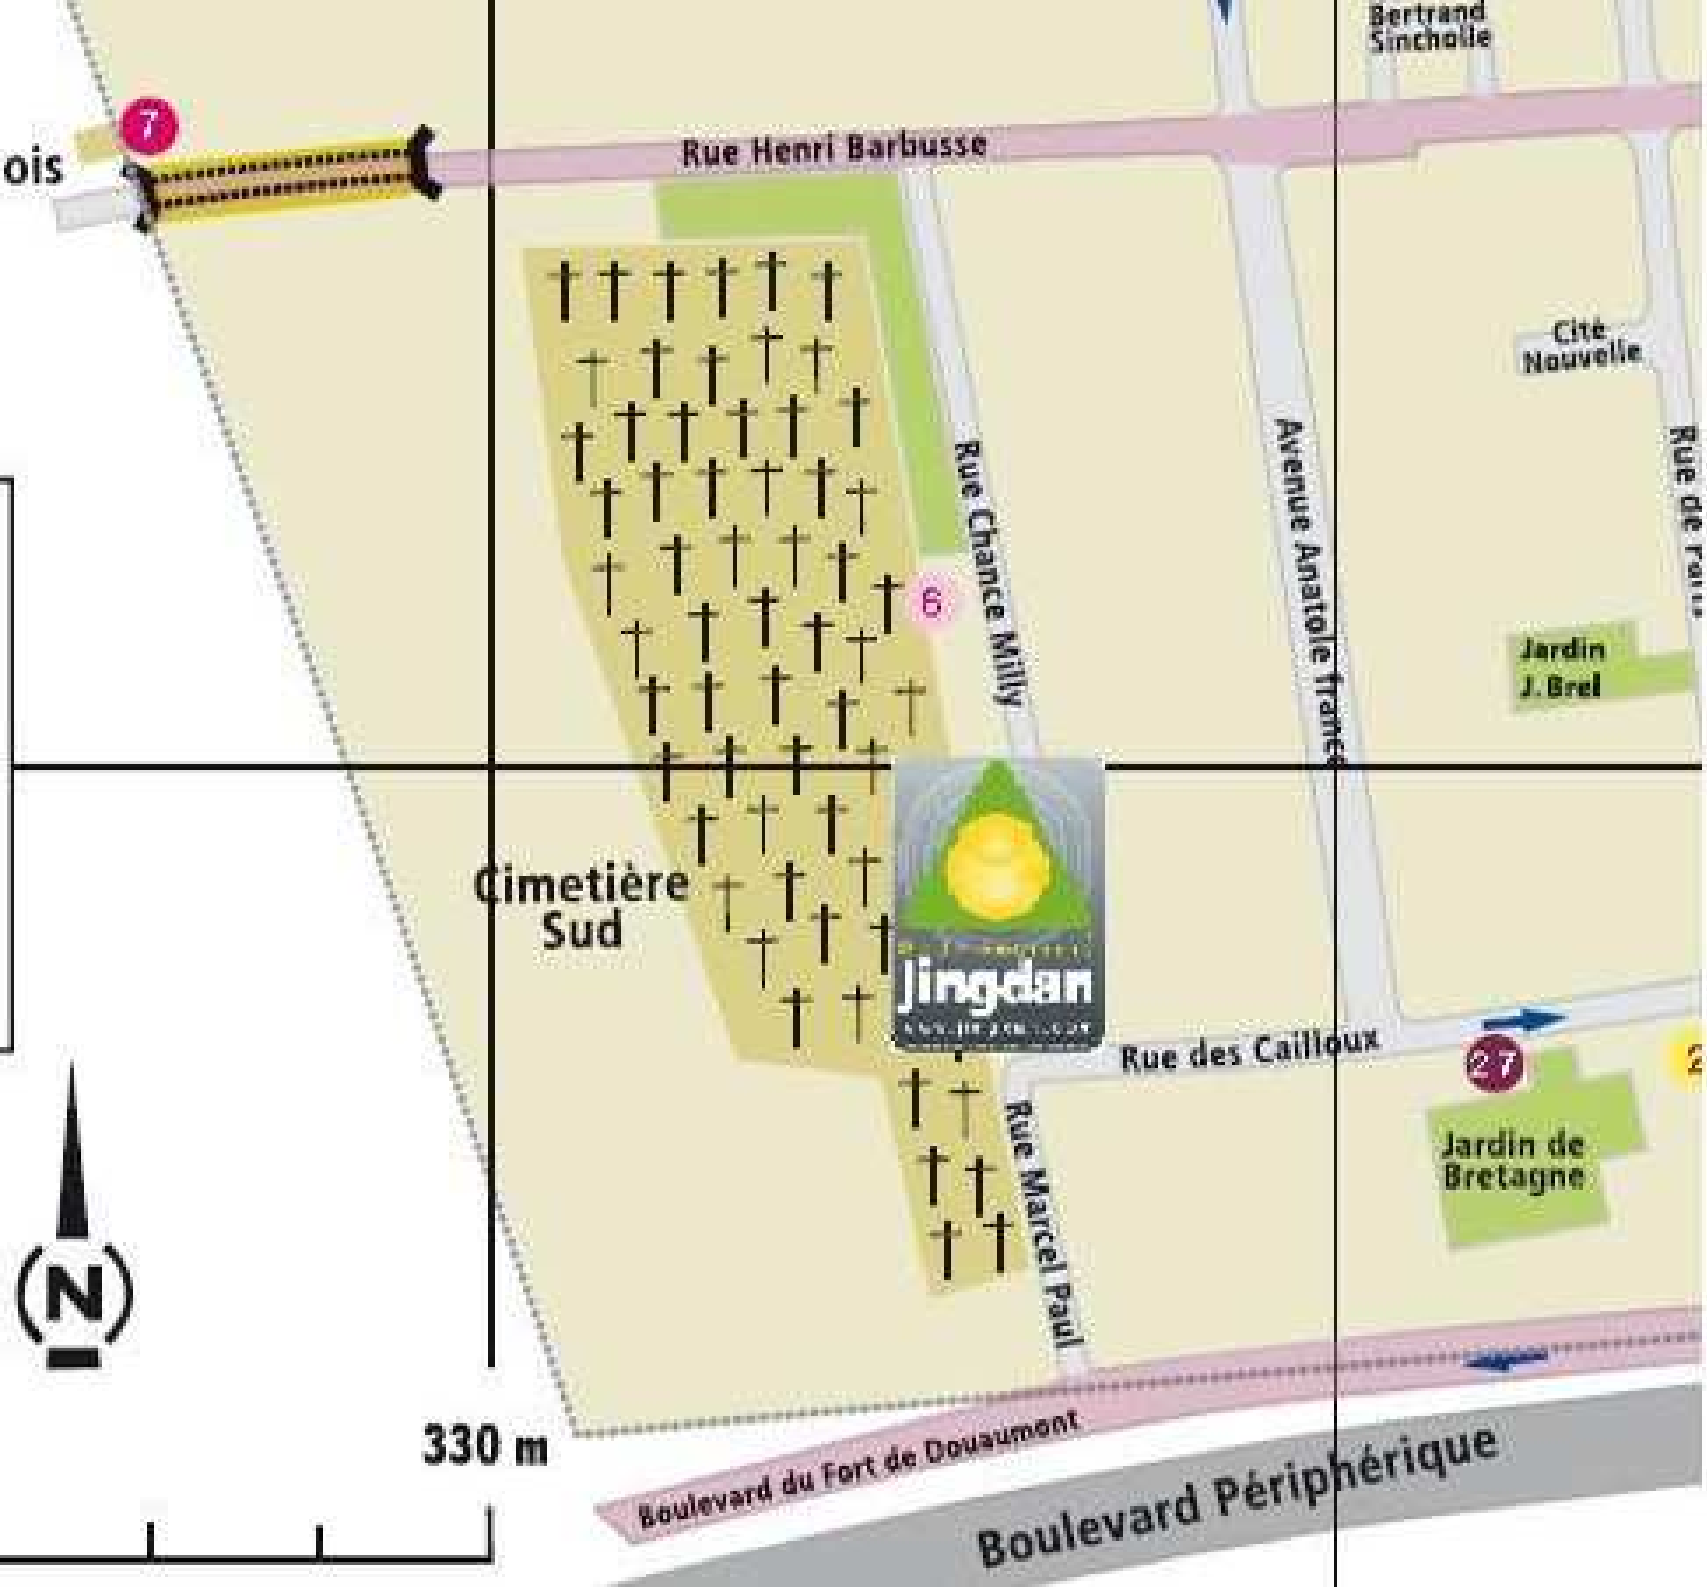 Bertrand
Sincholle
7
ois
Rue Henri Barbusse
Cité
Nouvelle
Rue Chance Milly
Avenue Anatole france
Rue de
6
Jardin
J. Brel
Cimetière
Sud
Jingdan
Rue des Cailloux
27
2
Jardin de
Bretagne
Rue Marcel Paul
N
330 m
Boulevard du Fort de Douaumont
Boulevard Périphérique